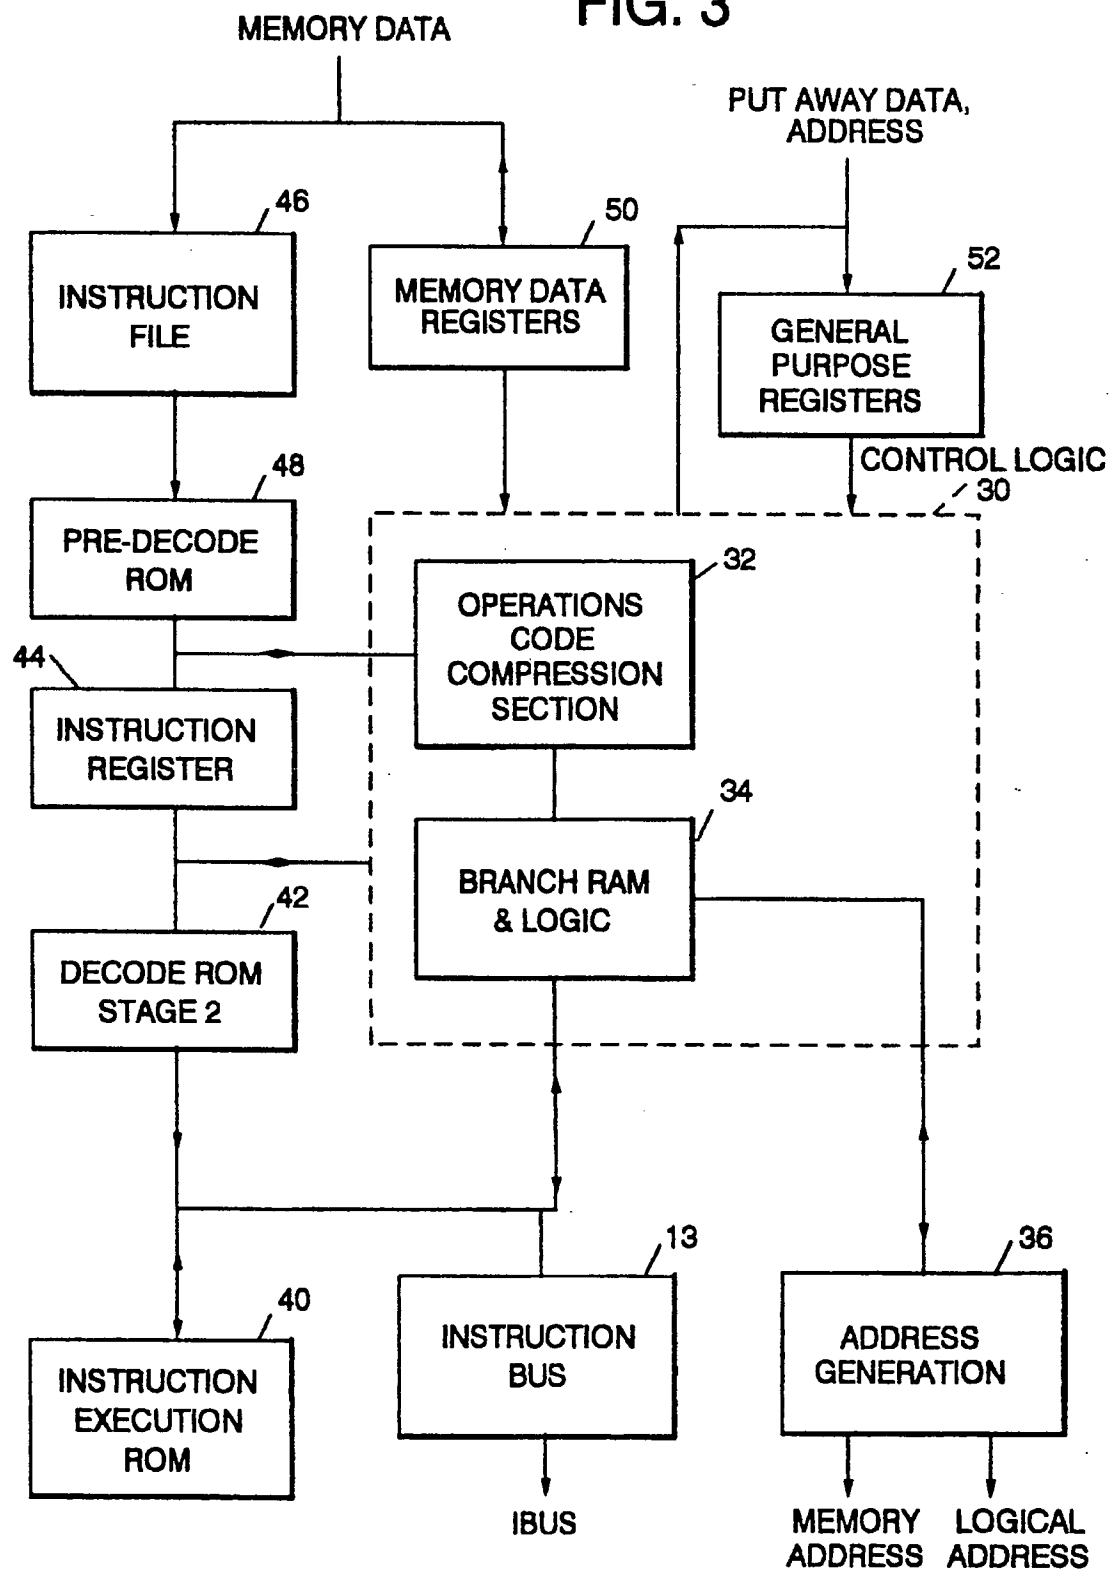 FIG. 3
MEMORY DATA
PUT AWAY DATA,
ADDRESS
46
50
52
INSTRUCTION
FILE
MEMORY DATA
REGISTERS
GENERAL
PURPOSE
REGISTERS
CONTROL LOGIC
30
48
PRE-DECODE
ROM
32
OPERATIONS
CODE
COMPRESSION
SECTION
44
INSTRUCTION
REGISTER
34
BRANCH RAM
& LOGIC
42
DECODE ROM
STAGE 2
13
36
40
INSTRUCTION
BUS
ADDRESS
GENERATION
INSTRUCTION
EXECUTION
ROM
IBUS
MEMORY
ADDRESS
LOGICAL
ADDRESS